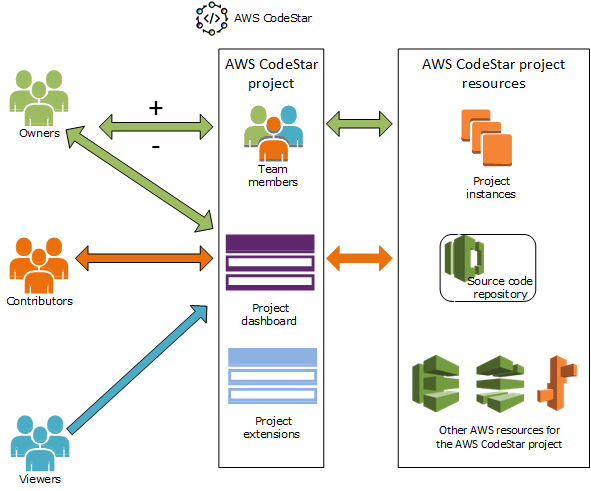 AWS CodeStar
AWS CodeStar
project
AWS CodeStar project
resources
Owners
+
-
Team
members
Project
instances
Contributors
Project
dashboard
Source code
repository
Project
extensions
Other AWS resources for
the AWS CodeStar project
Viewers